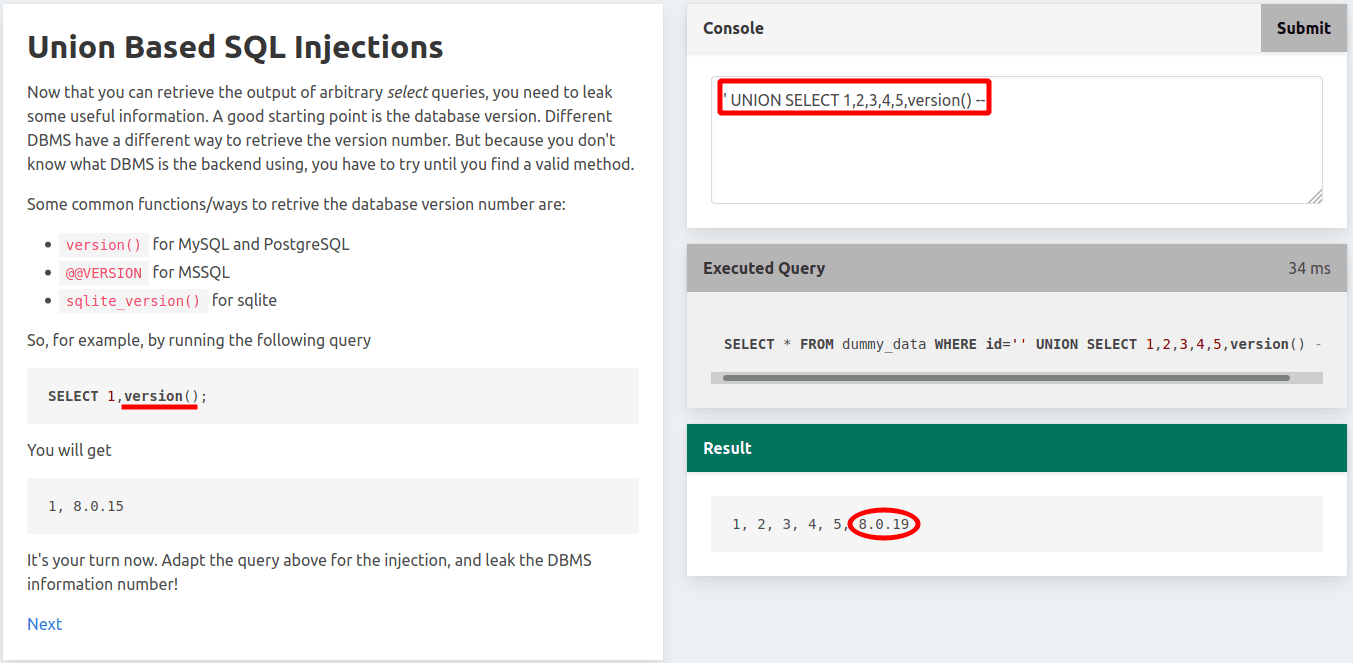 Union Based SQL Injections
Now that you can retrieve the output of arbitrary select queries, you need to leak
some useful information. A good starting point is the database version. Different
DBMS have a different way to retrieve the version number. But because you don't
know what DBMS is the backend using, you have to try until you find a valid method.
Some common functions/ways to retrive the database version number are:
• version() for MySQL and PostgreSQL
• @@VERSION for MSSQL
• sqlite_version() for sqlite
So, for example, by running the following query
SELECT 1,version();
You will get
1, 8.0.15
It's your turn now. Adapt the query above for the injection, and leak the DBMS
information number!
Next
Console
Submit
' UNION SELECT 1,2,3,4,5,version() --
Executed Query
34 ms
SELECT * FROM dummy_data WHERE id='' UNION SELECT 1,2,3,4,5,version() -
Result
1, 2, 3, 4, 5, 8.0.19